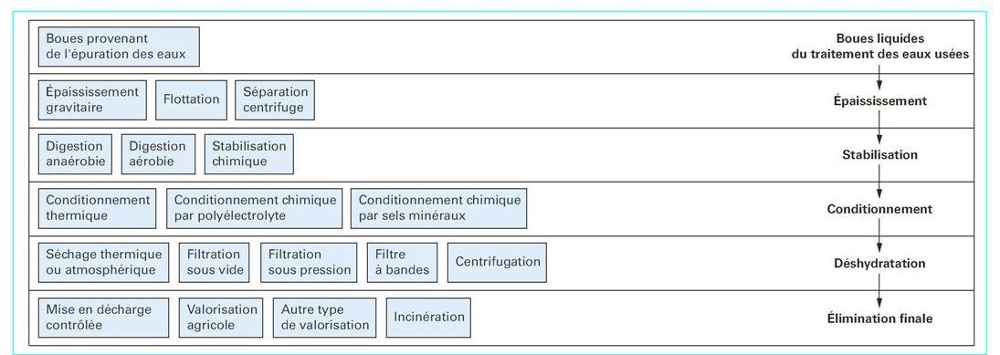 Boues provenant
de l'épuration des eaux
Boues liquides
du traitement des eaux usées
Épaississement
gravitaire
Flottation
Séparation
centrifuge
Épaississement
Digestion
anaérobie
Digestion
aérobie
Stabilisation
chimique
Stabilisation
Conditionnement
thermique
Conditionnement chimique
par polyélectrolyte
Conditionnement chimique
par sels minéraux
Conditionnement
Séchage thermique
ou atmosphérique
Filtration
sous vide
Filtration
sous pression
Filtre
à bandes
Centrifugation
Déshydratation
Mise en décharge
contrôlée
Valorisation
agricole
Autre type
de valorisation
Incinération
Élimination finale